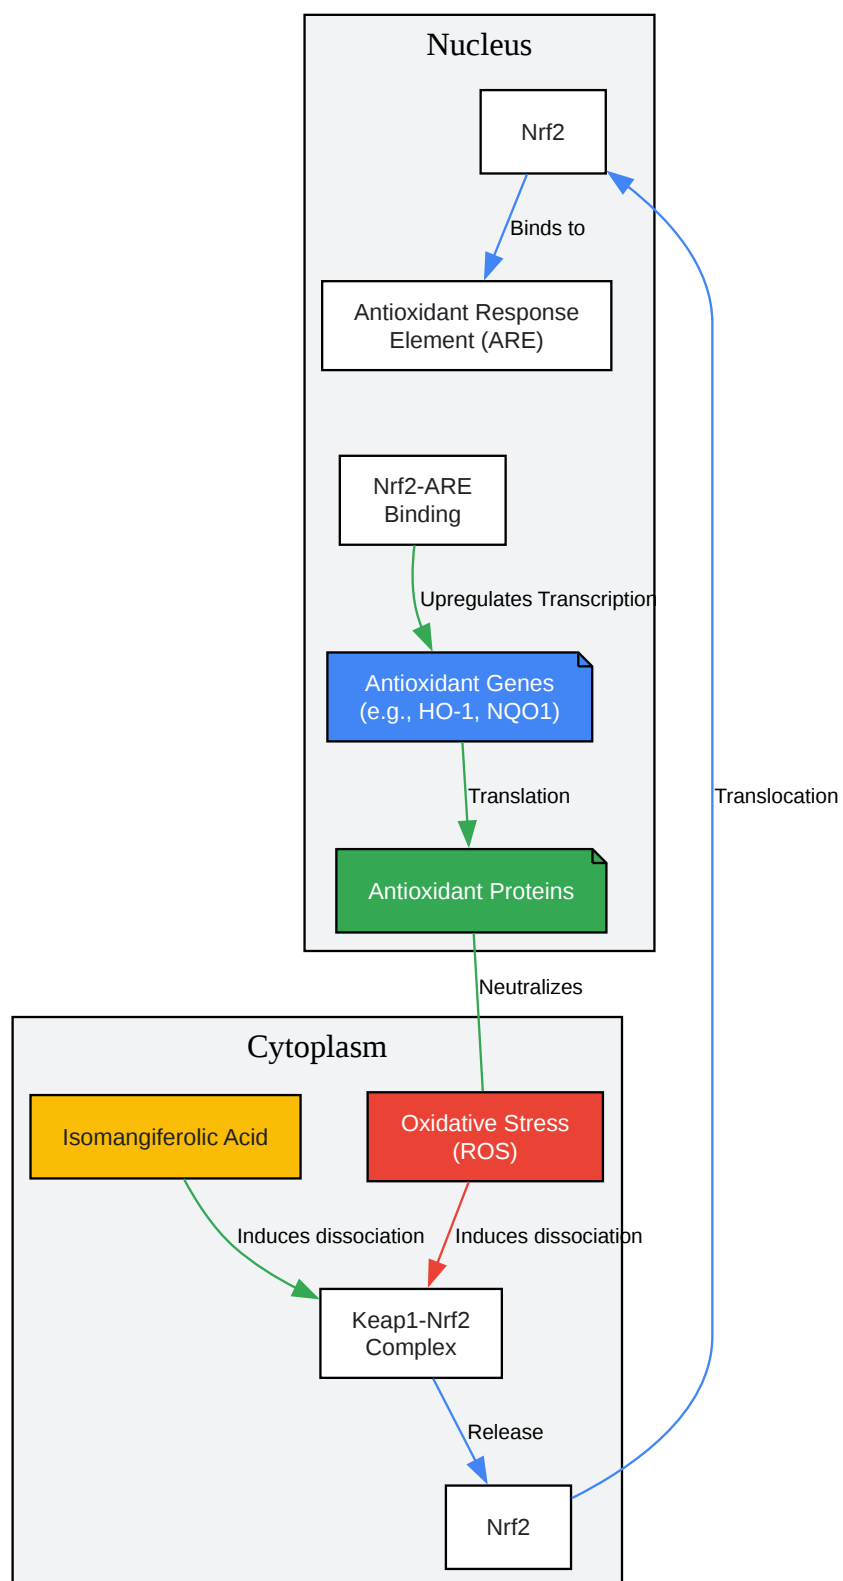 Nucleus
Nrf2
Binds to
Antioxidant Response
Element (ARE)
Nrf2-ARE
Binding
Upregulates Transcription
Antioxidant Genes
(e.g., HO-1, NQO1)
Translation
Translocation
Antioxidant Proteins
Neutralizes
Cytoplasm
Isomangiferolic Acid
Oxidative Stress
(ROS)
Induces dissociation
Induces dissociation
Keap1-Nrf2
Complex
Release
Nrf2